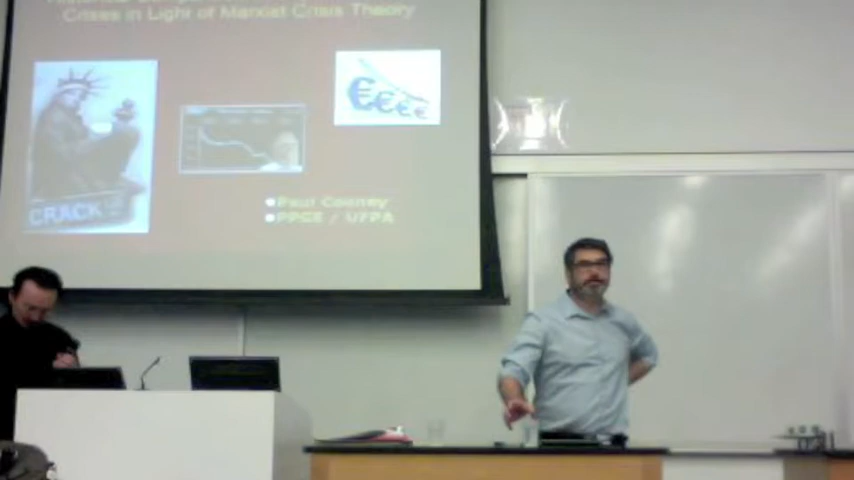 Crises in Light of Marxist Crisis Theory
CRACK
€€€€
Paul Cooney
PPGE / UFPA